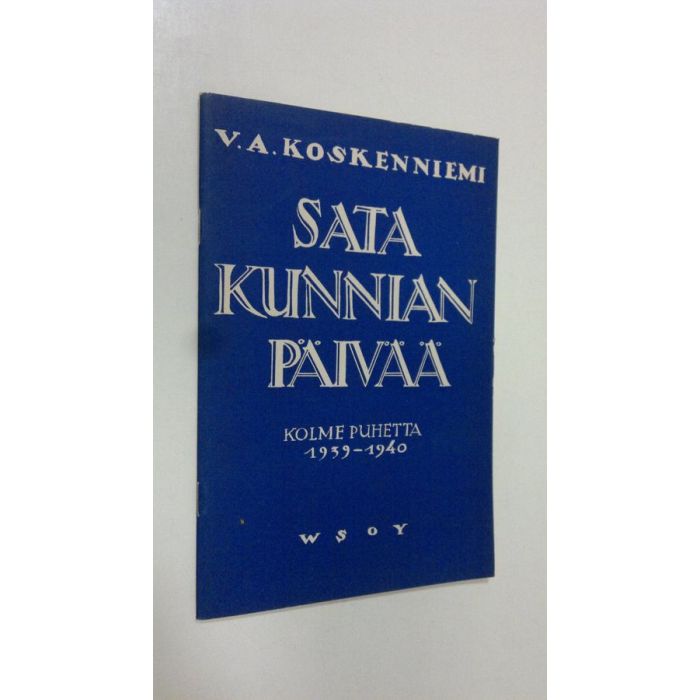 V. A. KOSKENNIEMI
SATA
KUNNIAN
PÄIVÄÄ
KOLME PUHETTA
1939-1940
WSOY